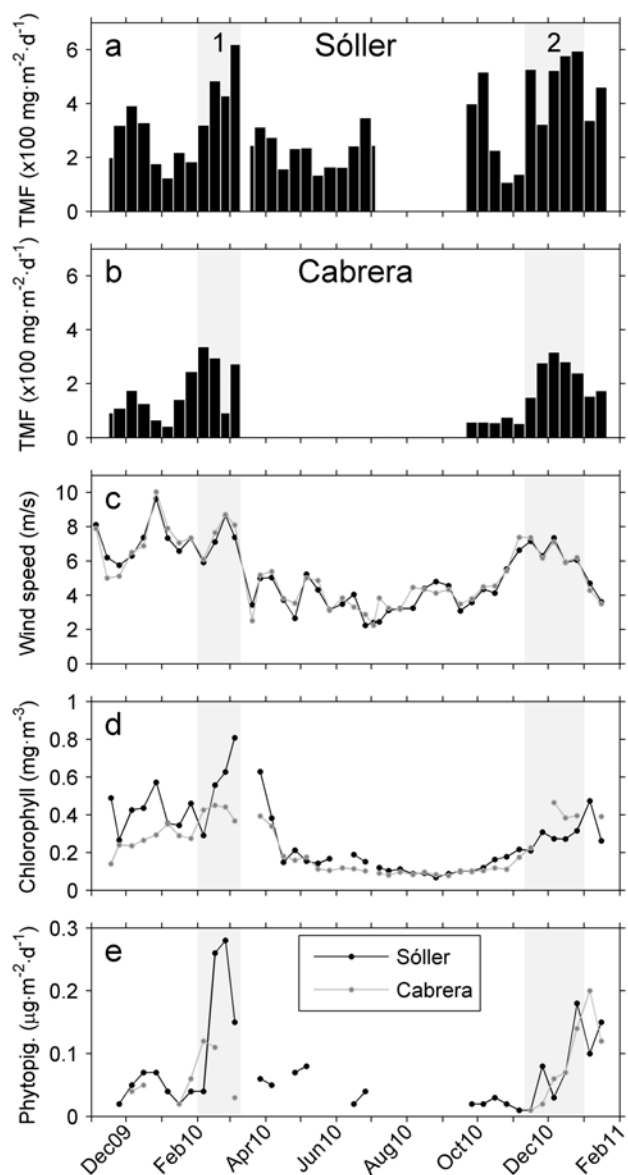 a
1
Sóller
2
TMF (x100 mg·m⁻²·d⁻¹)
6
4
2
0
b
Cabrera
TMF (x100 mg·m⁻²·d⁻¹)
6
4
2
0
c
Wind speed (m/s)
10
8
6
4
2
0
d
Chlorophyll (mg·m⁻³)
1
0.8
0.6
0.4
0.2
0
e
Phytopig. (µg·m⁻²·d⁻¹)
0.3
0.2
0.1
0
Sóller
Cabrera
Dec09
Feb10
Apr10
Jun10
Aug10
Oct10
Dec10
Feb11